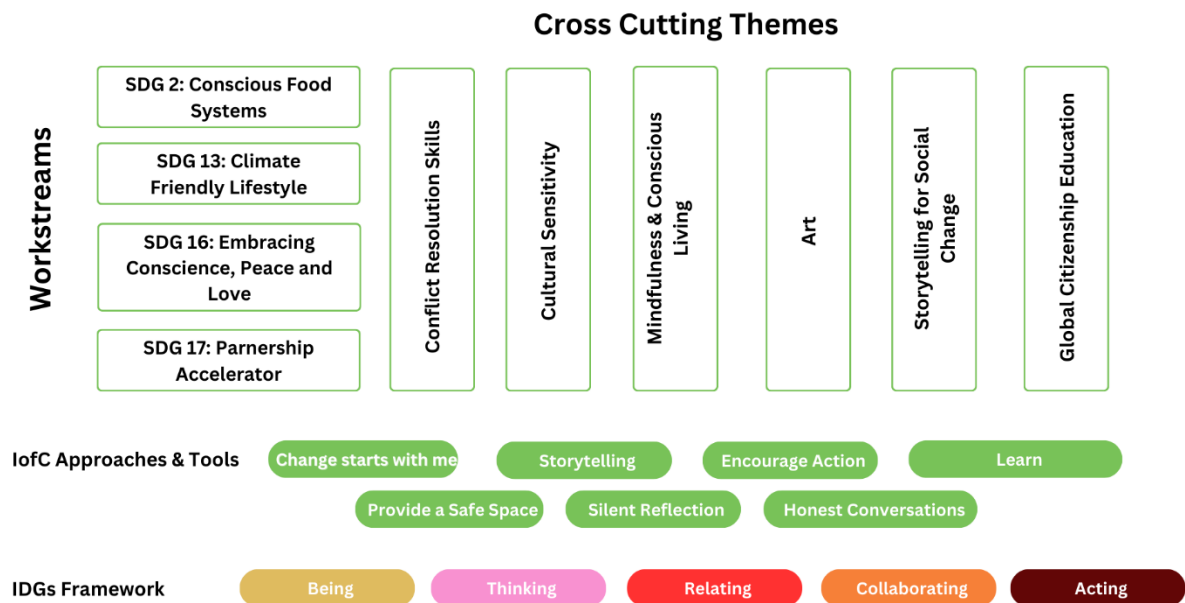 Cross Cutting Themes
Workstreams
SDG 2: Conscious Food
Systems
SDG 13: Climate
Friendly Lifestyle
SDG 16: Embracing
Conscience, Peace and
Love
SDG 17: Parnership
Accelerator
Conflict Resolution Skills
Cultural Sensitivity
Mindfulness & Conscious
Living
Art
Storytelling for Social
Change
Global Citizenship Education
IofC Approaches & Tools
Change starts with me
Storytelling
Encourage Action
Learn
Provide a Safe Space
Silent Reflection
Honest Conversations
IDGs Framework
Being
Thinking
Relating
Collaborating
Acting